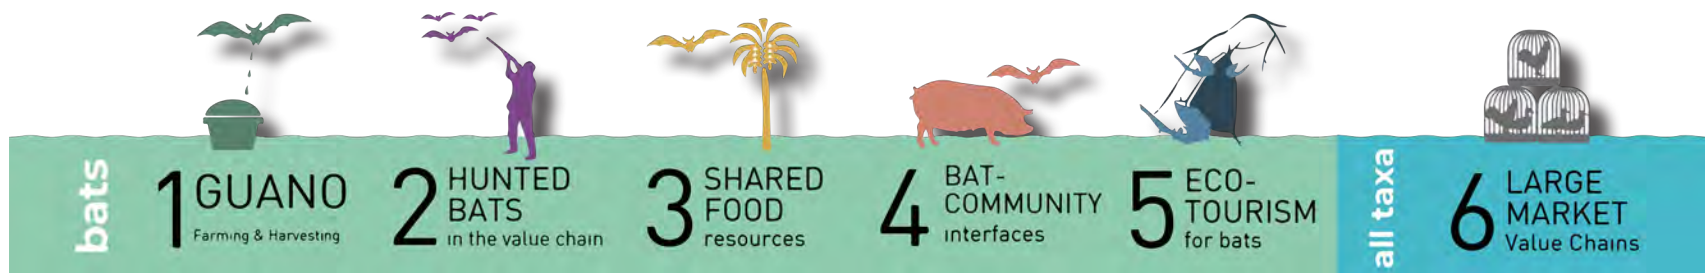 bats
1 GUANO
Farming & Harvesting
2 HUNTED
BATS
in the value chain
3 SHARED
FOOD
resources
4 BAT-
COMMUNITY
interfaces
5 ECO-
TOURISM
for bats
all taxa
6 LARGE
MARKET
Value Chains